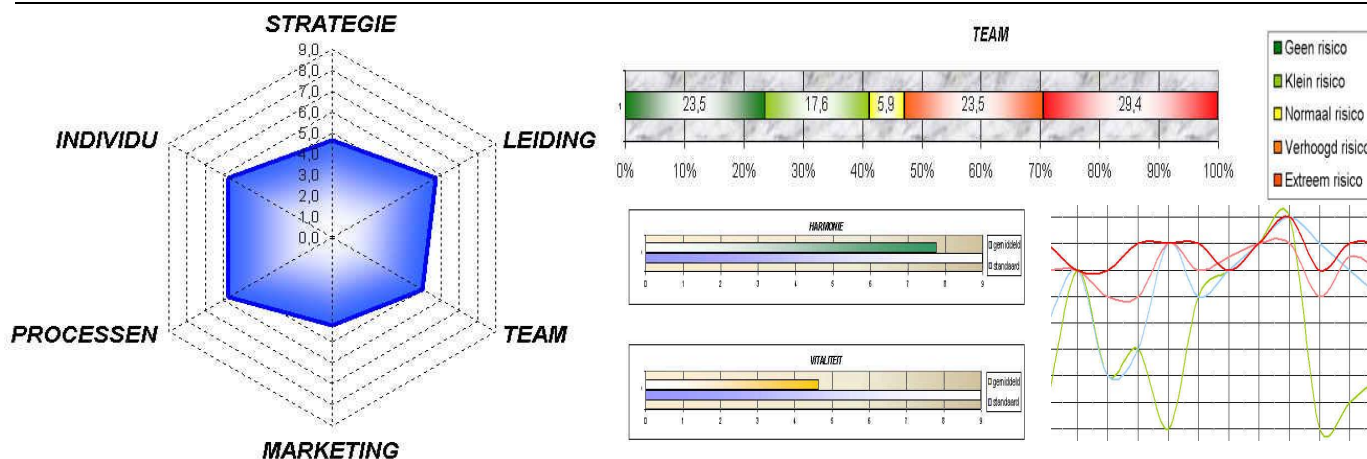 STRATEGIE
9,0
8,0
7,0
6,0
5,0
4,0
3,0
2,0
1,0
0,0
INDIVIDU
LEIDING
PROCESSEN
TEAM
MARKETING
TEAM
1
23,5
17,6
5,9
23,5
29,4
0% 10% 20% 30% 40% 50% 60% 70% 80% 90% 100%
Geen risico
Klein risico
Normaal risico
Verhoogd risico
Extreem risico
HARMONIE
gemiddeld
standaard
0 1 2 3 4 5 6 7 8 9
VITALITEIT
gemiddeld
standaard
0 1 2 3 4 5 6 7 8 9